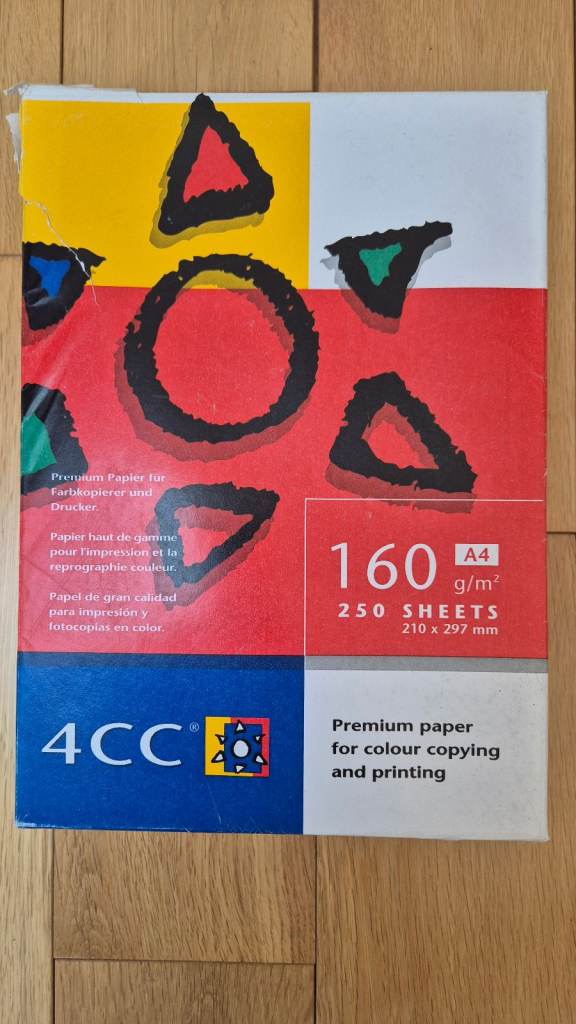 Premium Papier für
Farbkopierer und
Drucker.
Papier haut de gamme
pour l'impression et la
reprographie couleur.
Papel de gran calidad
para impresión y
fotocopias en color.
160 g/m² A4
250 SHEETS
210 x 297 mm
4CC®
Premium paper
for colour copying
and printing